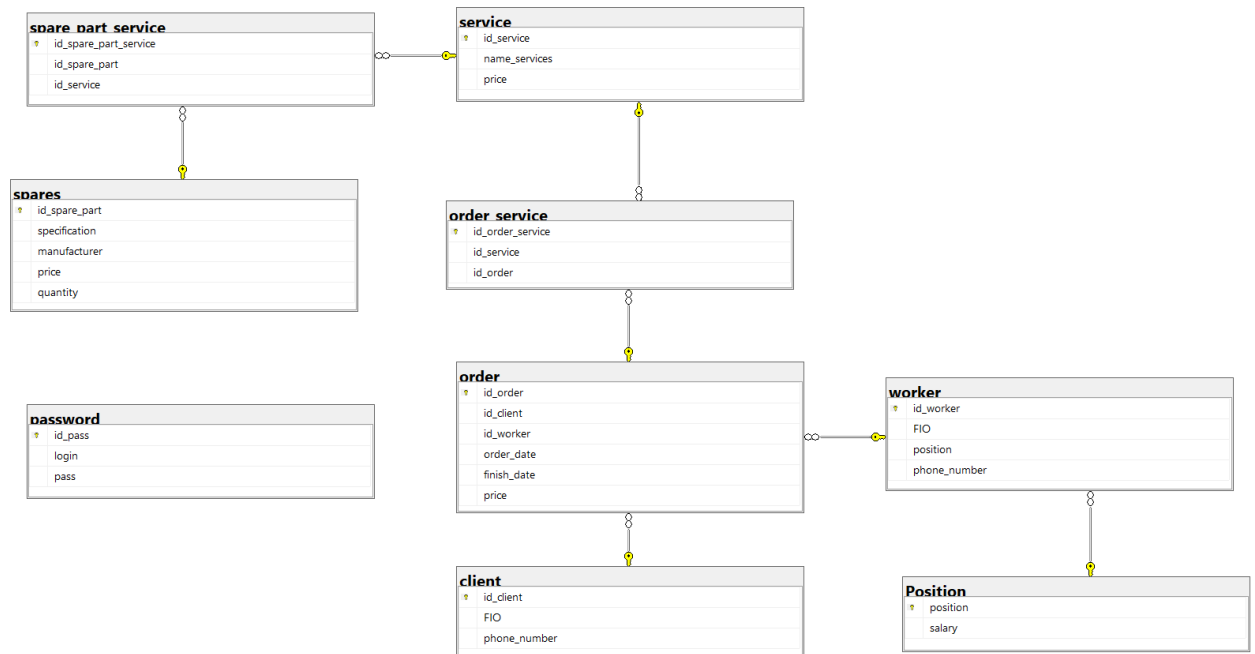 spare_part_service
id_spare_part_service
id_spare_part
id_service
service
id_service
name_services
price
spares
id_spare_part
specification
manufacturer
price
quantity
order_service
id_order_service
id_service
id_order
password
id_pass
login
pass
order
id_order
id_client
id_worker
order_date
finish_date
price
worker
id_worker
FIO
position
phone_number
client
id_client
FIO
phone_number
Position
position
salary